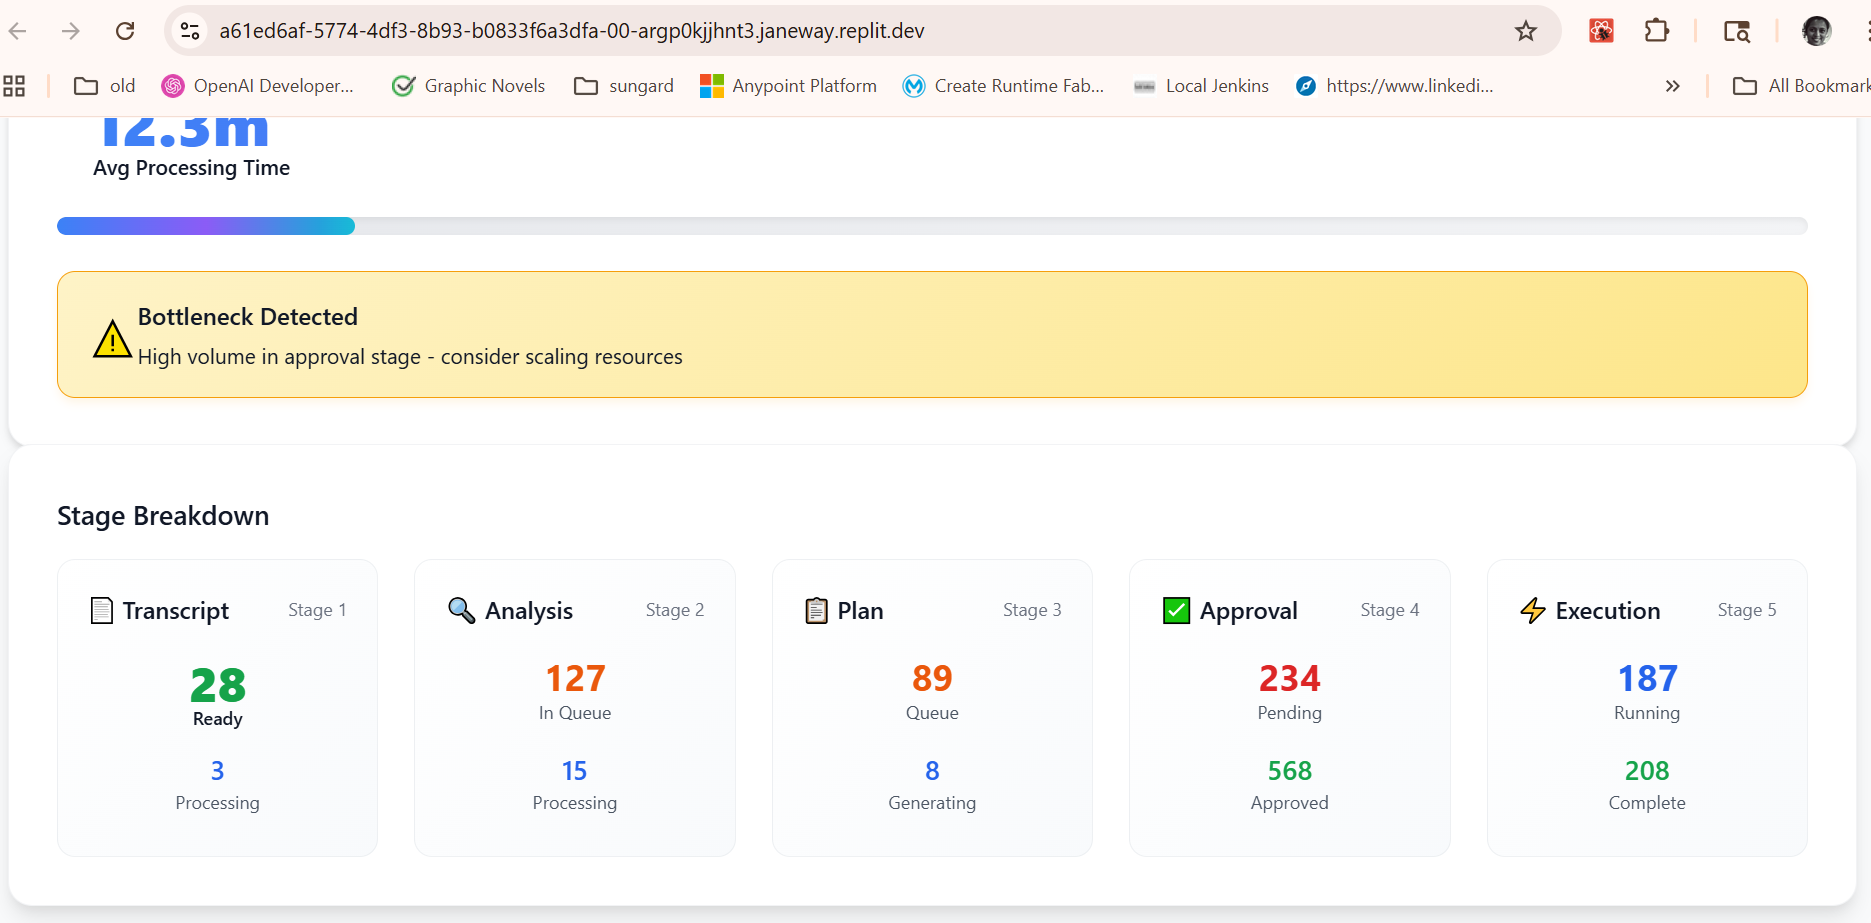 a61ed6af-5774-4df3-8b93-b0833f6a3dfa-00-argp0kjjhnt3.janeway.replit.dev
old
OpenAI Developer...
Graphic Novels
sungard
Anypoint Platform
Create Runtime Fab...
Local Jenkins
https://www.linkedi...
All Bookmark
12.3m
Avg Processing Time
Bottleneck Detected
High volume in approval stage - consider scaling resources
Stage Breakdown
Transcript Stage 1
28
Ready
3
Processing
Analysis Stage 2
127
In Queue
15
Processing
Plan Stage 3
89
Queue
8
Generating
Approval Stage 4
234
Pending
568
Approved
Execution Stage 5
187
Running
208
Complete